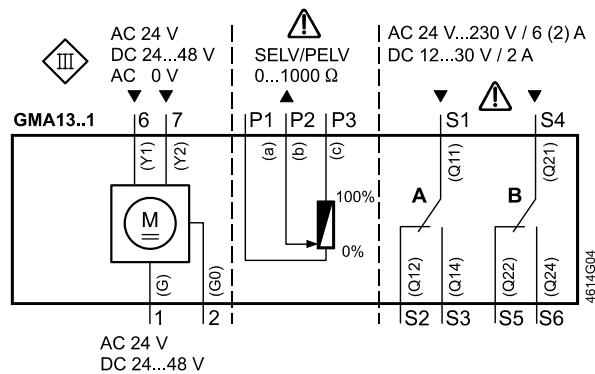 AC 24 V
DC 24...48 V
AC 0 V
III
SELV/PELV
0...1000 Ω
AC 24 V...230 V / 6 (2) A
DC 12...30 V / 2 A
GMA13..1
6 7
P1 P2 P3
S1 S4
(Y1) (Y2)
(a) (b) (c)
(Q11) (Q21)
M
100%
0%
A B
(G) (G0)
(Q12) (Q14) (Q22) (Q24)
1 2
S2 S3 S5 S6
AC 24 V
DC 24...48 V
4614G04